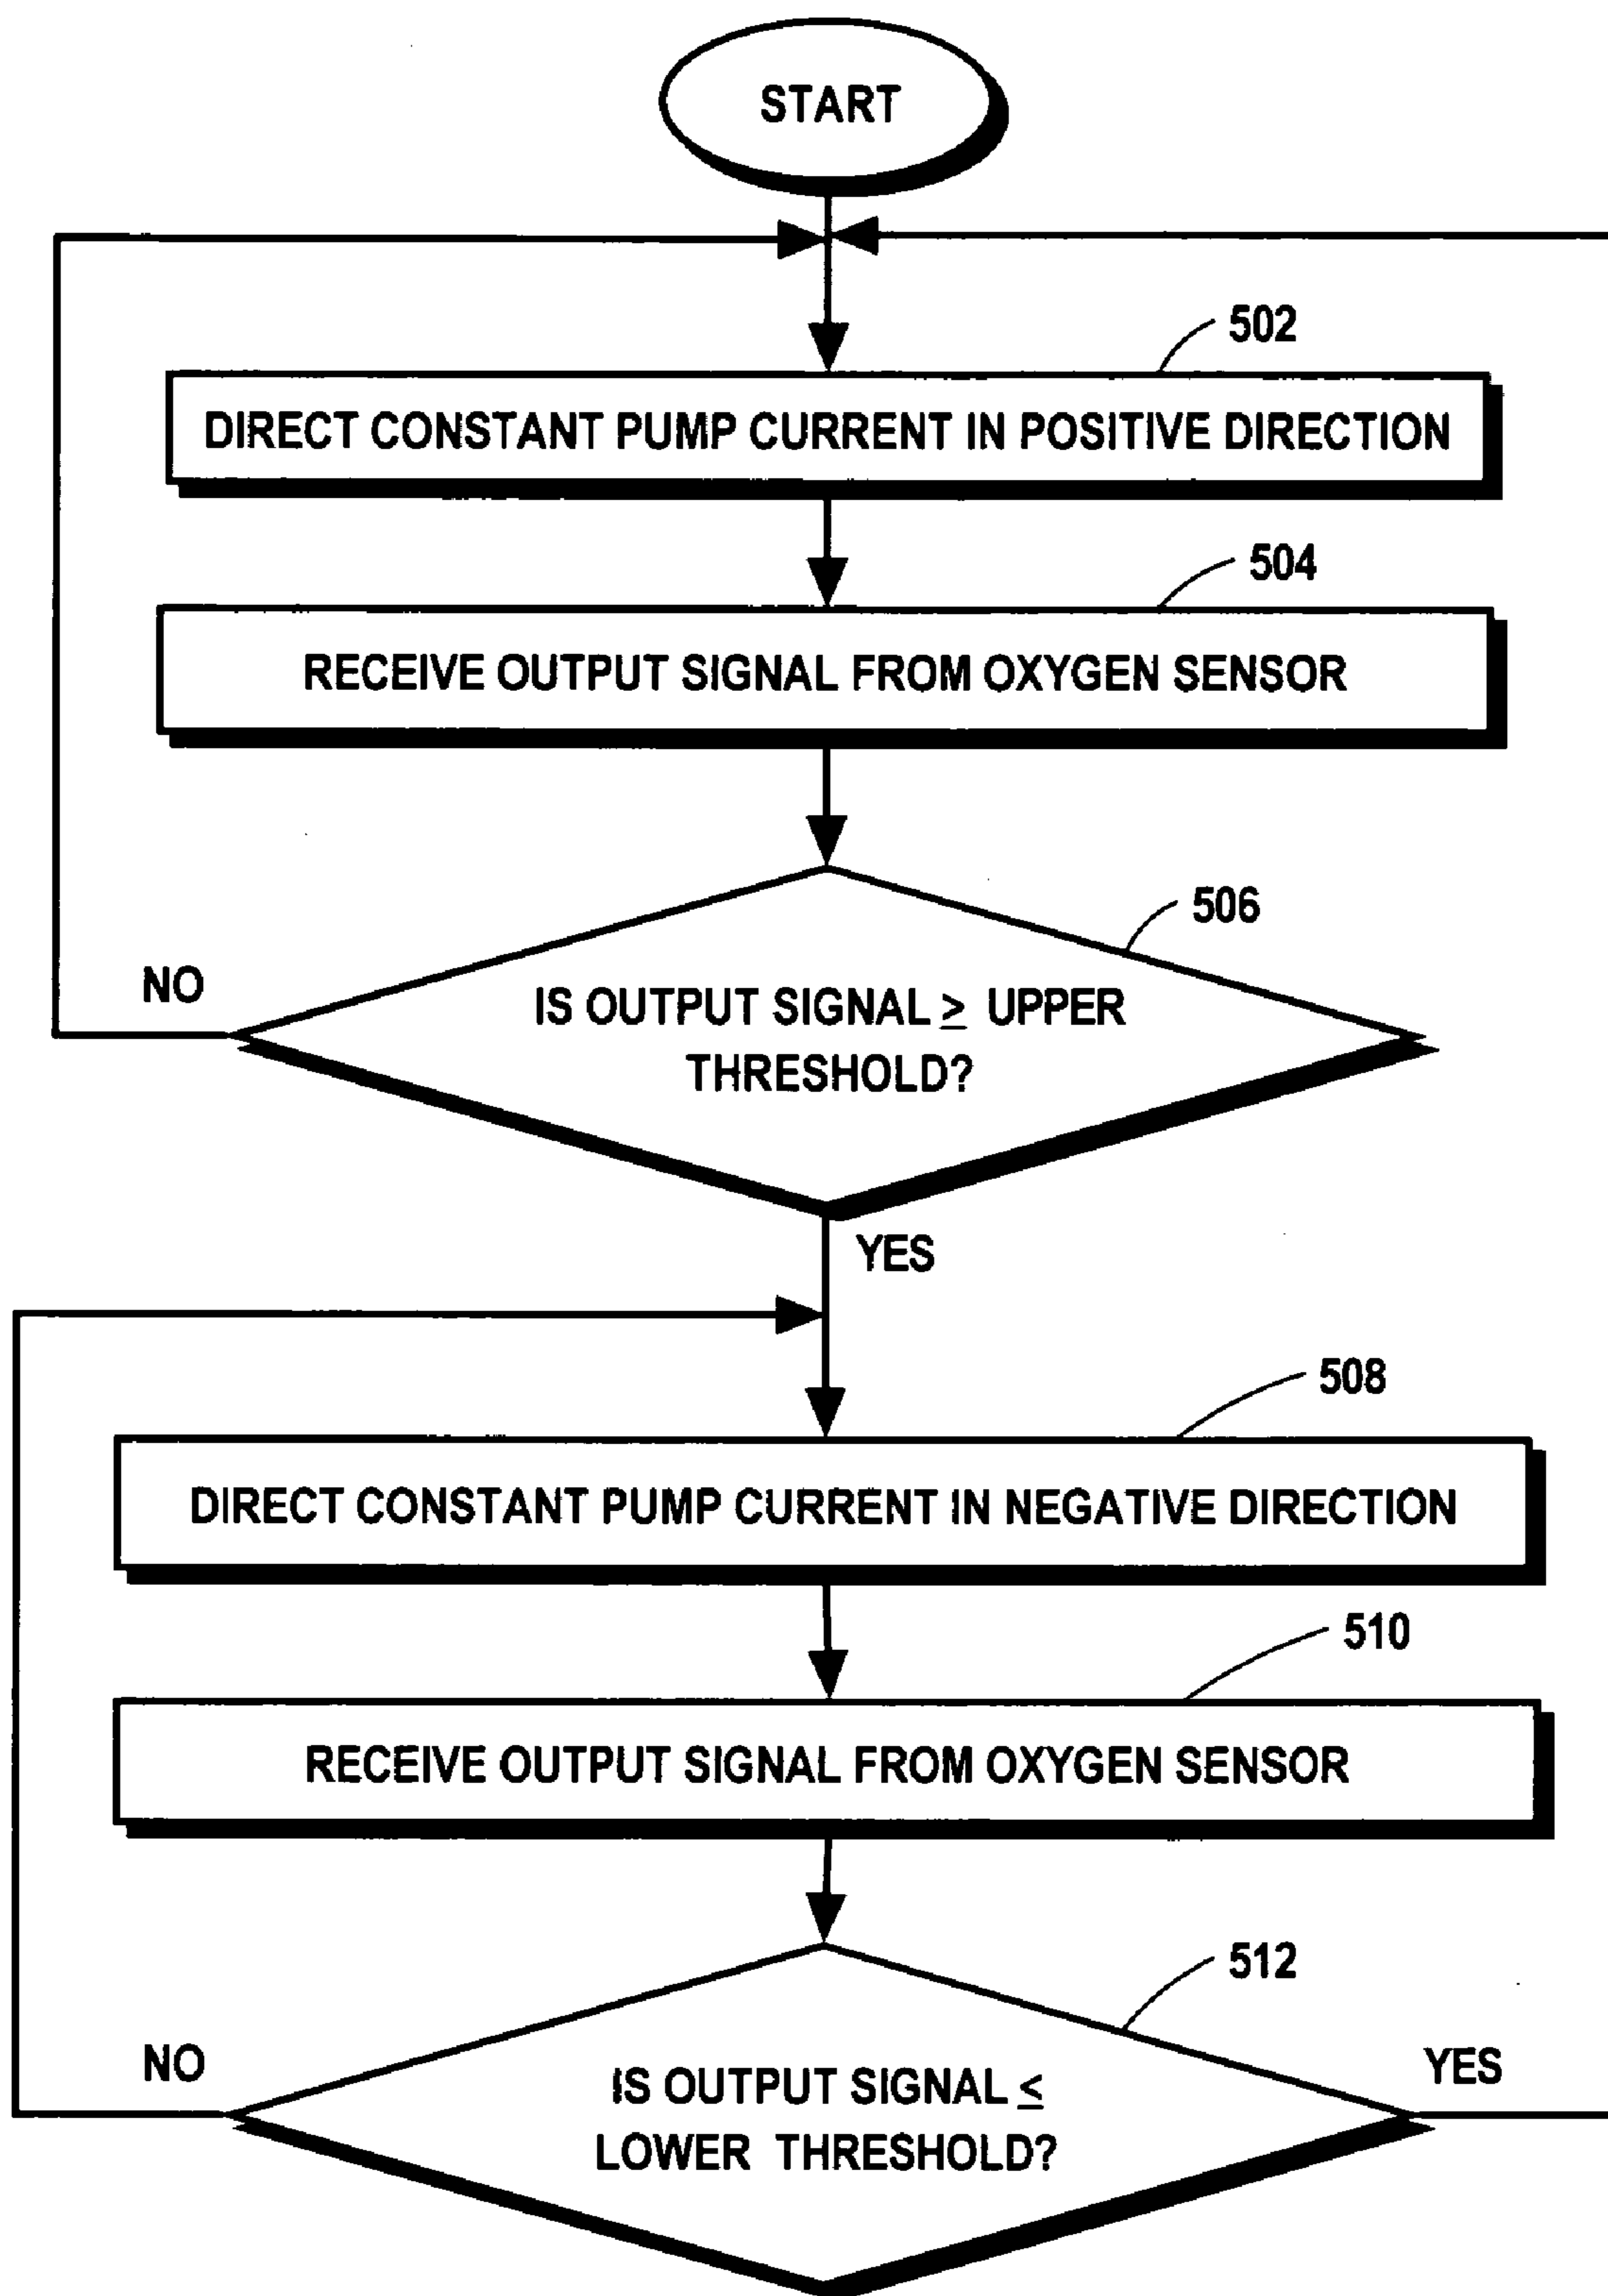 START
502
DIRECT CONSTANT PUMP CURRENT IN POSITIVE DIRECTION
504
RECEIVE OUTPUT SIGNAL FROM OXYGEN SENSOR
506
NO
IS OUTPUT SIGNAL ≥ UPPER
THRESHOLD?
YES
508
DIRECT CONSTANT PUMP CURRENT IN NEGATIVE DIRECTION
510
RECEIVE OUTPUT SIGNAL FROM OXYGEN SENSOR
512
NO
YES
IS OUTPUT SIGNAL ≤
LOWER THRESHOLD?